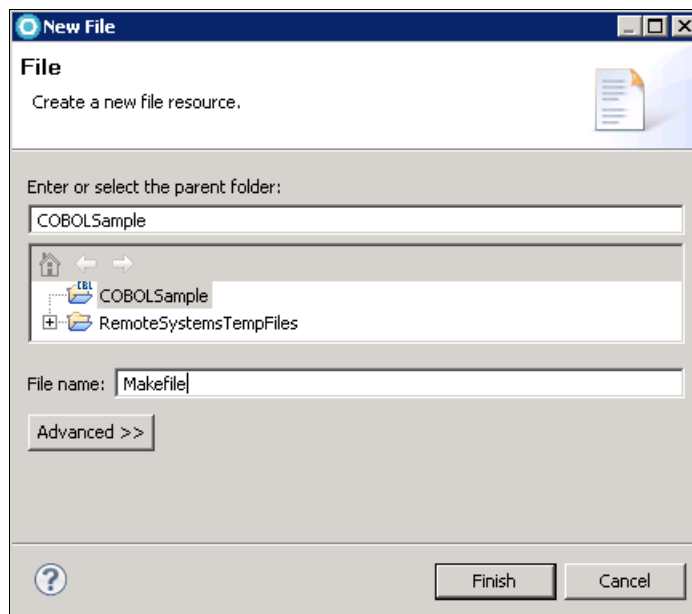 New File
File
Create a new file resource.
Enter or select the parent folder:
COBOLSample
CBL
COBOLSample
RemoteSystemsTempFiles
File name: Makefile
Advanced >>
?
Finish
Cancel